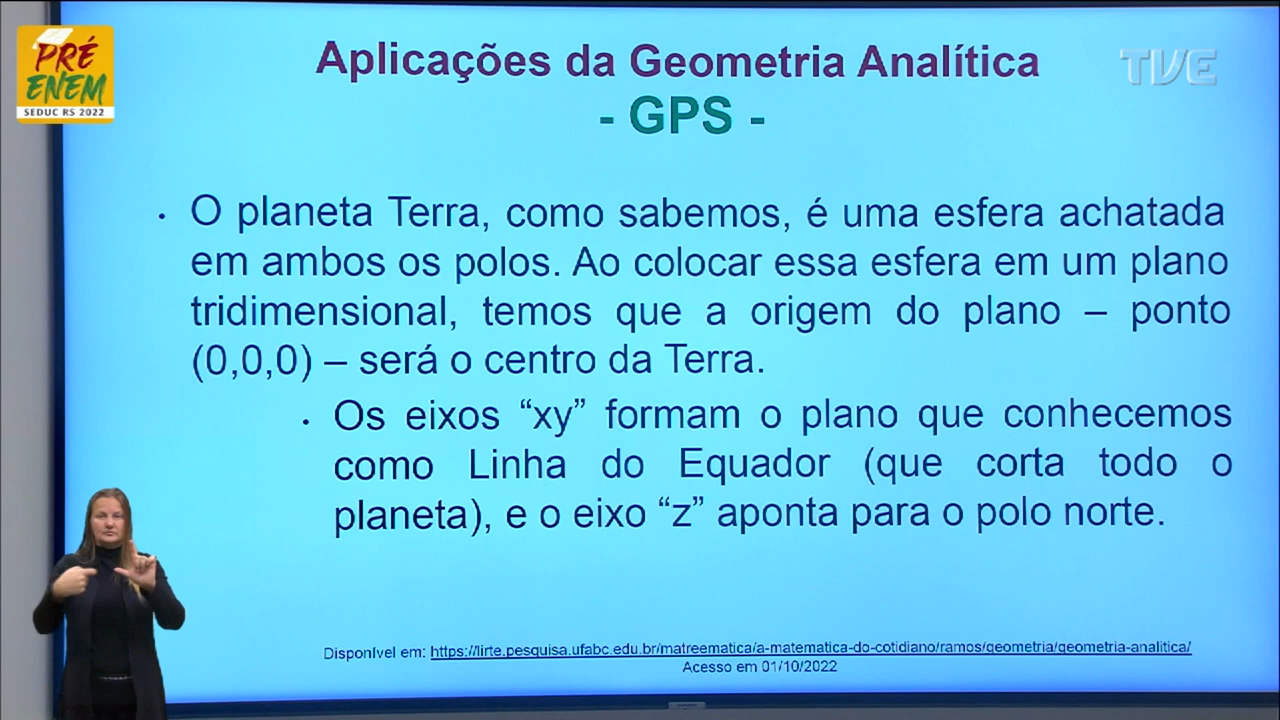 PRÉ
ENEM
SEDUC RS 2022
TVE
Aplicações da Geometria Analítica
- GPS -
• O planeta Terra, como sabemos, é uma esfera achatada
em ambos os polos. Ao colocar essa esfera em um plano
tridimensional, temos que a origem do plano – ponto
(0,0,0) – será o centro da Terra.
• Os eixos “xy” formam o plano que conhecemos
como Linha do Equador (que corta todo o
planeta), e o eixo “z” aponta para o polo norte.
Disponível em: https://lirte.pesquisa.ufabc.edu.br/matreematica/a-matematica-do-cotidiano/ramos/geometria/geometria-analitica/
Acesso em 01/10/2022